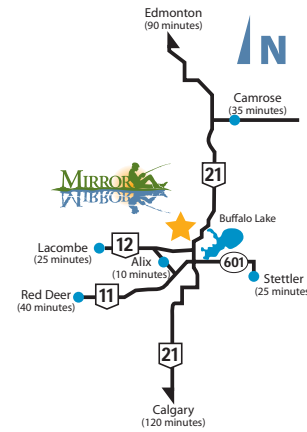 Edmonton
(90 minutes)
N
Camrose
(35 minutes)
21
MIRROR
MIRROR
Buffalo Lake
Lacombe
(25 minutes)
12
Alix
(10 minutes)
601
Stettler
(25 minutes
Red Deer
(40 minutes)
11
21
Calgary
(120 minutes)